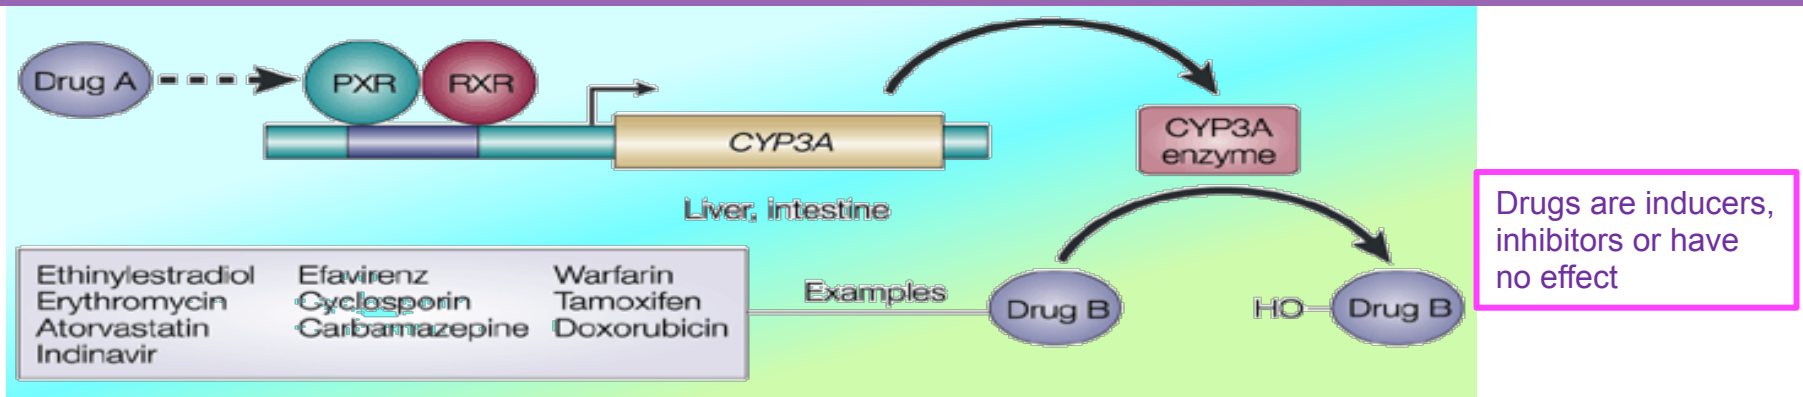 Drug A
PXR
RXR
CYP3A
CYP3A
enzyme
Liver, intestine
Drugs are inducers,
inhibitors or have
no effect
Ethinylestradiol
Erythromycin
Atorvastatin
Indinavir
Efavirenz
Cyclosporin
Carbamazepine
Warfarin
Tamoxifen
Doxorubicin
Examples
Drug B
HO
Drug B